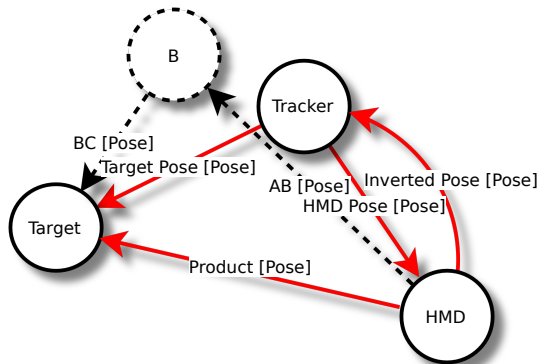 B
Tracker
BC [Pose]
Target Pose [Pose]
AB [Pose]
Inverted Pose [Pose]
HMD Pose [Pose]
Target
Product [Pose]
HMD